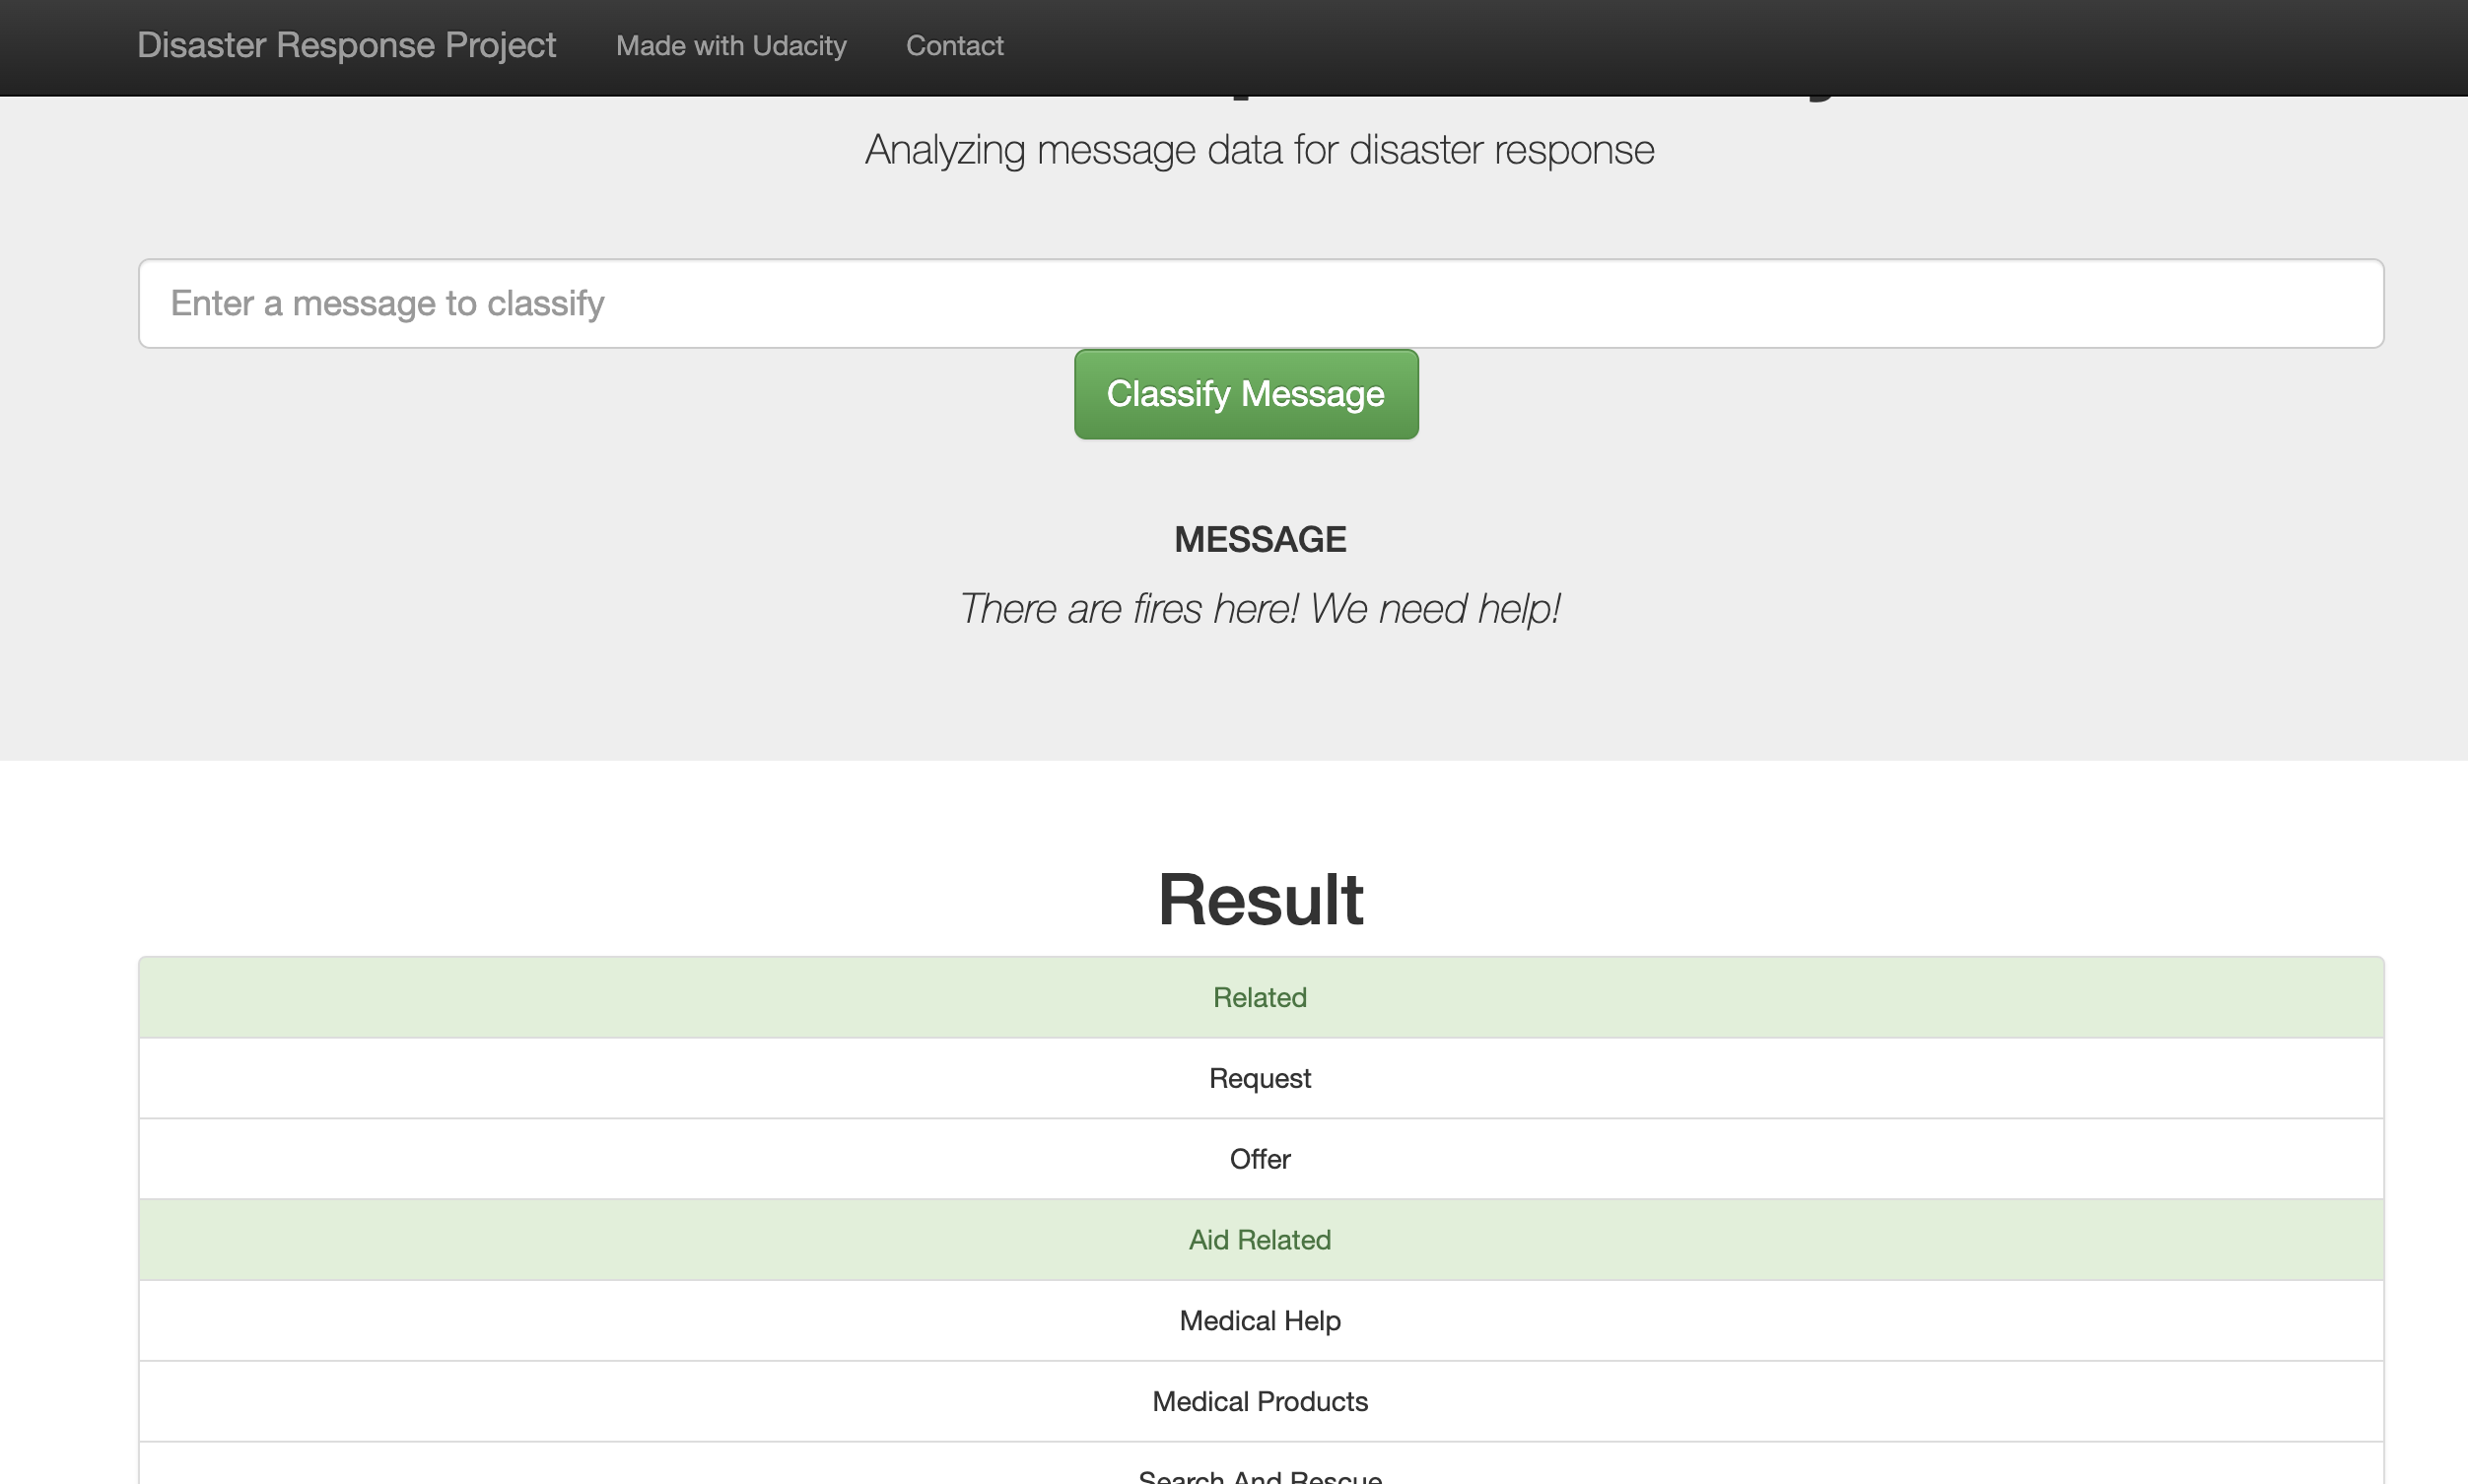 Disaster Response Project Made with Udacity Contact
Analyzing message data for disaster response
Enter a message to classify
Classify Message
MESSAGE
There are fires here! We need help!
Result
Related
Request
Offer
Aid Related
Medical Help
Medical Products
Search And Rescue